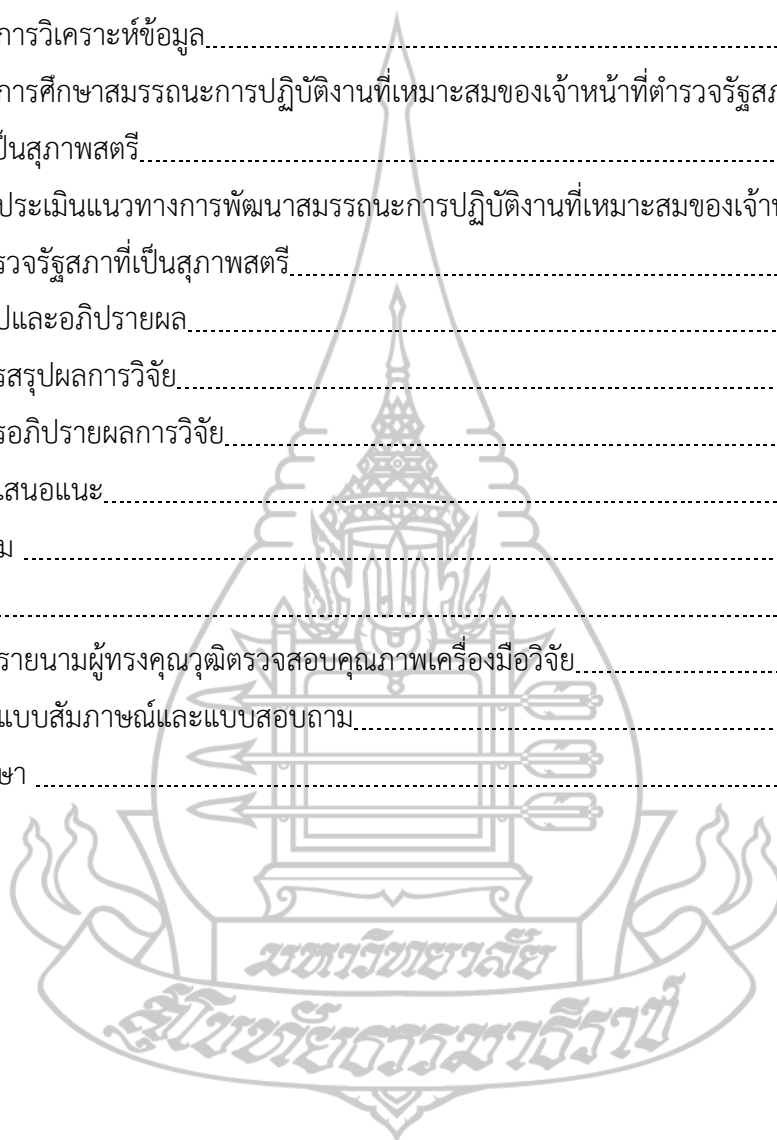 การวิเคราะห์ข้อมูล
การศึกษาสมรรถนะการปฏิบัติงานที่เหมาะสมของเจ้าหน้าที่ตำรวจรัฐสภ
ป็นสุภาพสตรี
ประเมินแนวทางการพัฒนาสมรรถนะการปฏิบัติงานที่เหมาะสมของเจ้าห
รวจรัฐสภาที่เป็นสุภาพสตรี
ปและอภิปรายผล
รสรุปผลการวิจัย
รอภิปรายผลการวิจัย
เสนอแนะ
ม
รายนามผู้ทรงคุณวุฒิตรวจสอบคุณภาพเครื่องมือวิจัย
แบบสัมภาษณ์และแบบสอบถาม
ษา
มหาวิทยาลัย
สุโขทัยธรรมาธิราช